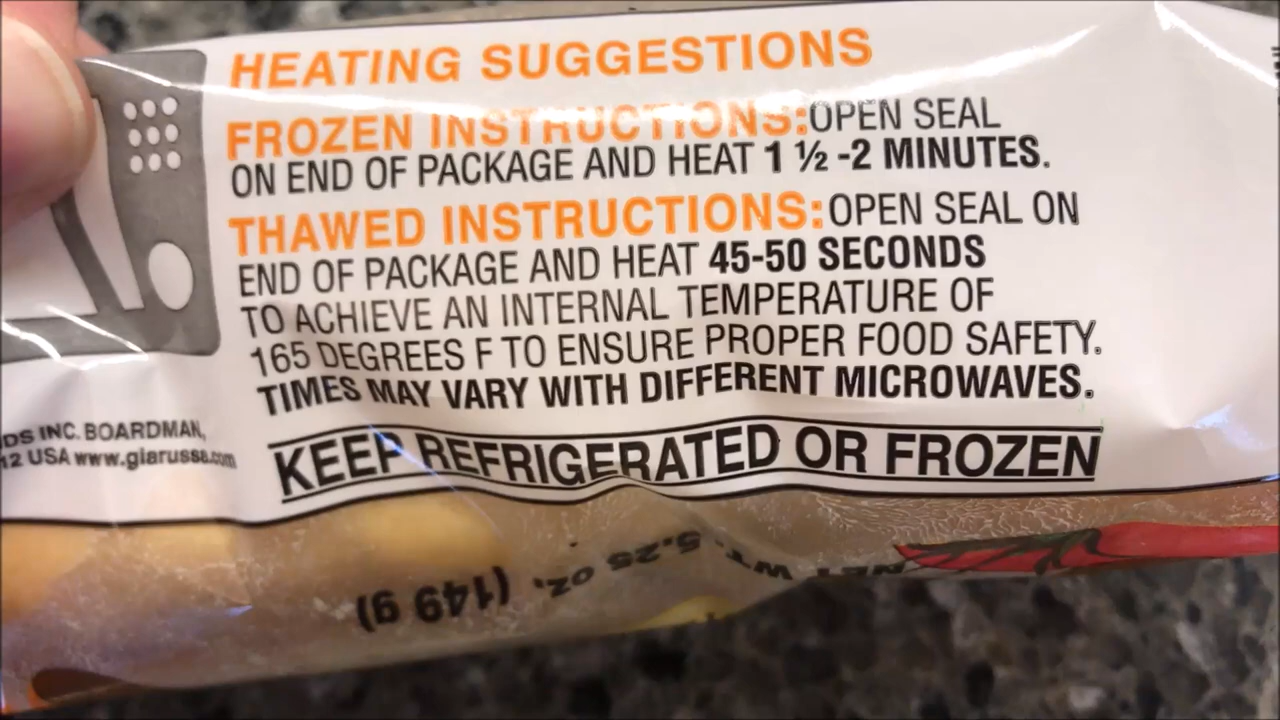 HEATING SUGGESTIONS
FROZEN INSTRUCTIONS: OPEN SEAL
ON END OF PACKAGE AND HEAT 1 ½ -2 MINUTES.
THAWED INSTRUCTIONS: OPEN SEAL ON
END OF PACKAGE AND HEAT 45-50 SECONDS
TO ACHIEVE AN INTERNAL TEMPERATURE OF
165 DEGREES F TO ENSURE PROPER FOOD SAFETY.
TIMES MAY VARY WITH DIFFERENT MICROWAVES.
DS INC. BOARDMAN,
12 USA www.giarussa.com
KEEP REFRIGERATED OR FROZEN
NET WT. 5.25 oz. (149 g)